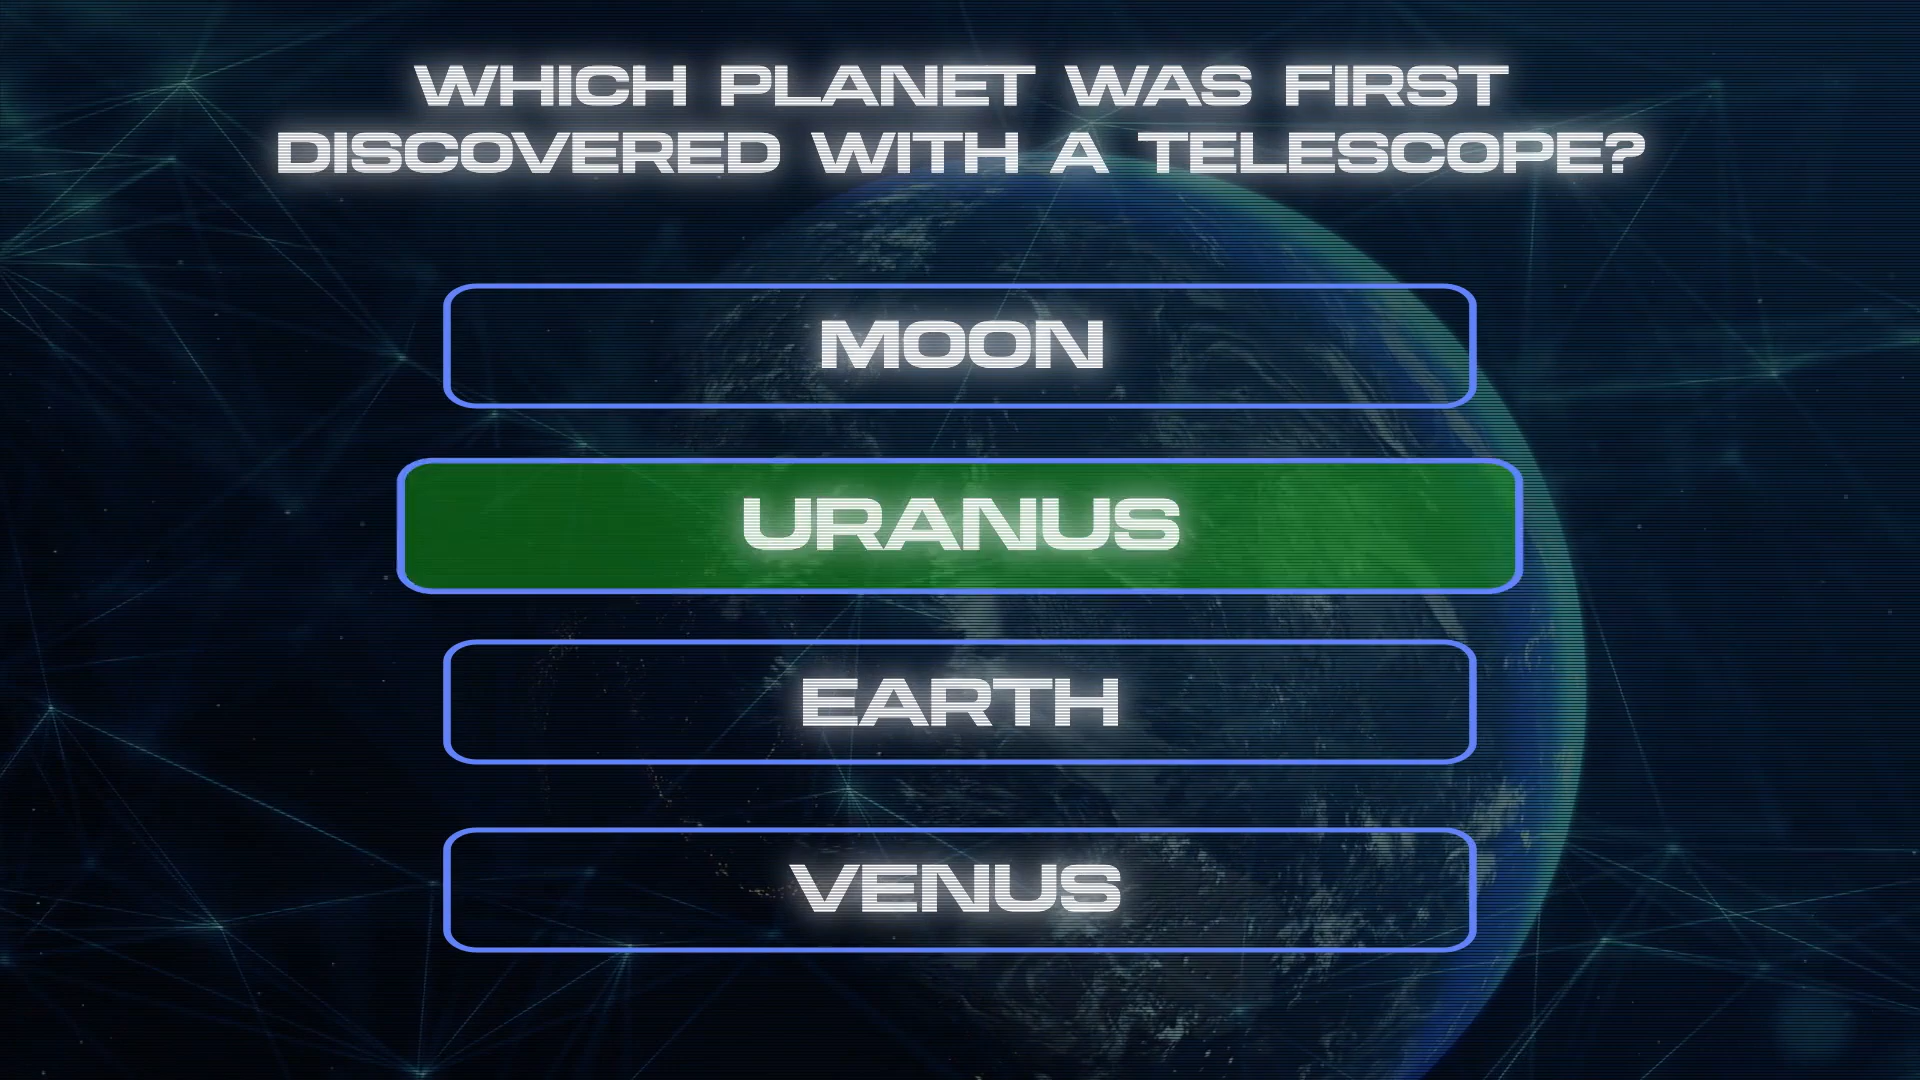 WHICH PLANET WAS FIRST
DISCOVERED WITH A TELESCOPE?
MOON
URANUS
EARTH
VENUS